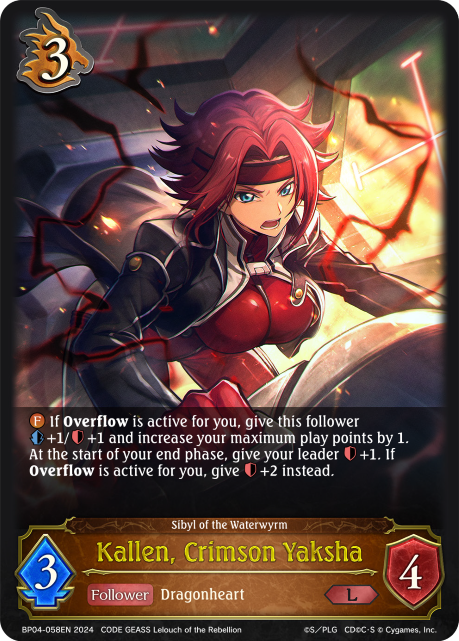 3
F If Overflow is active for you, give this follower
+1/ +1 and increase your maximum play points by 1.
At the start of your end phase, give your leader +1. If
Overflow is active for you, give +2 instead.
Sibyl of the Waterwyrm
Kallen, Crimson Yaksha
3 Follower Dragonheart L 4
BP04-058EN 2024 CODE GEASS Lelouch of the Rebellion ©S/PLG CD©C·S © Cygames, Inc.